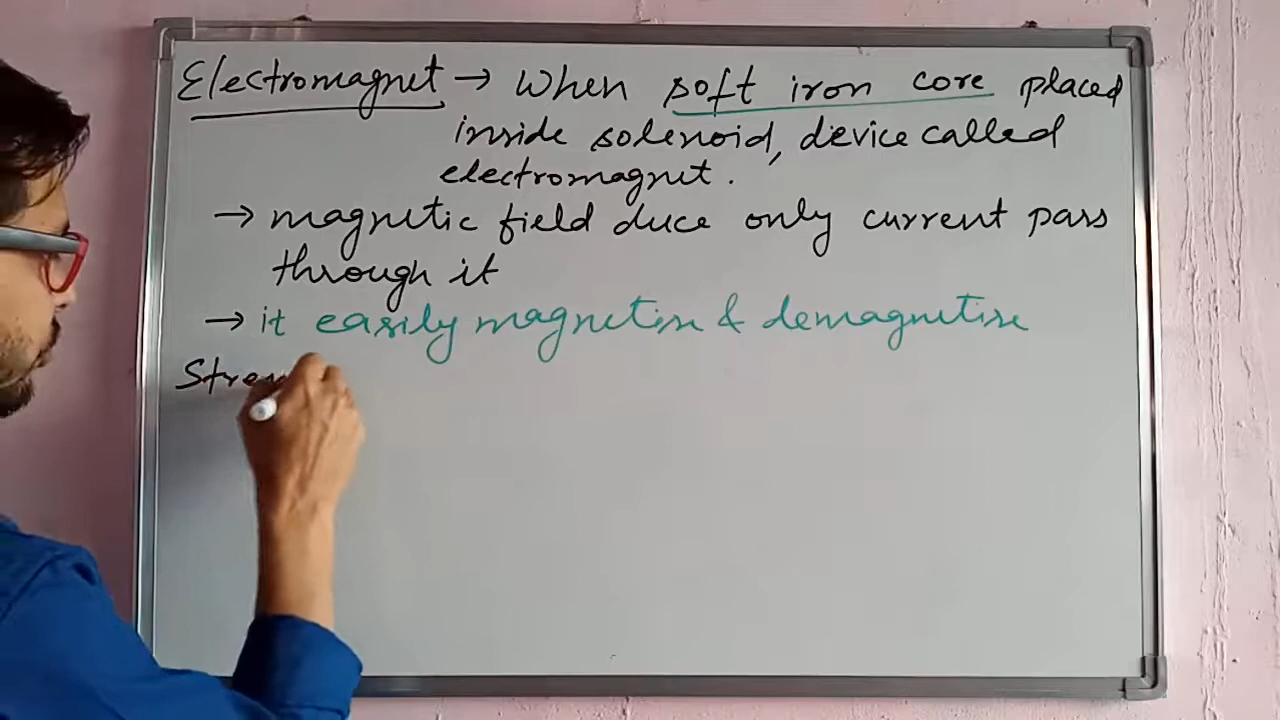 Electromagnet → When soft iron core placed
inside solenoid, device called
electromagnet.
→ magnetic field duce only current pass
through it
→ it easily magnetise & demagnetise
Stren